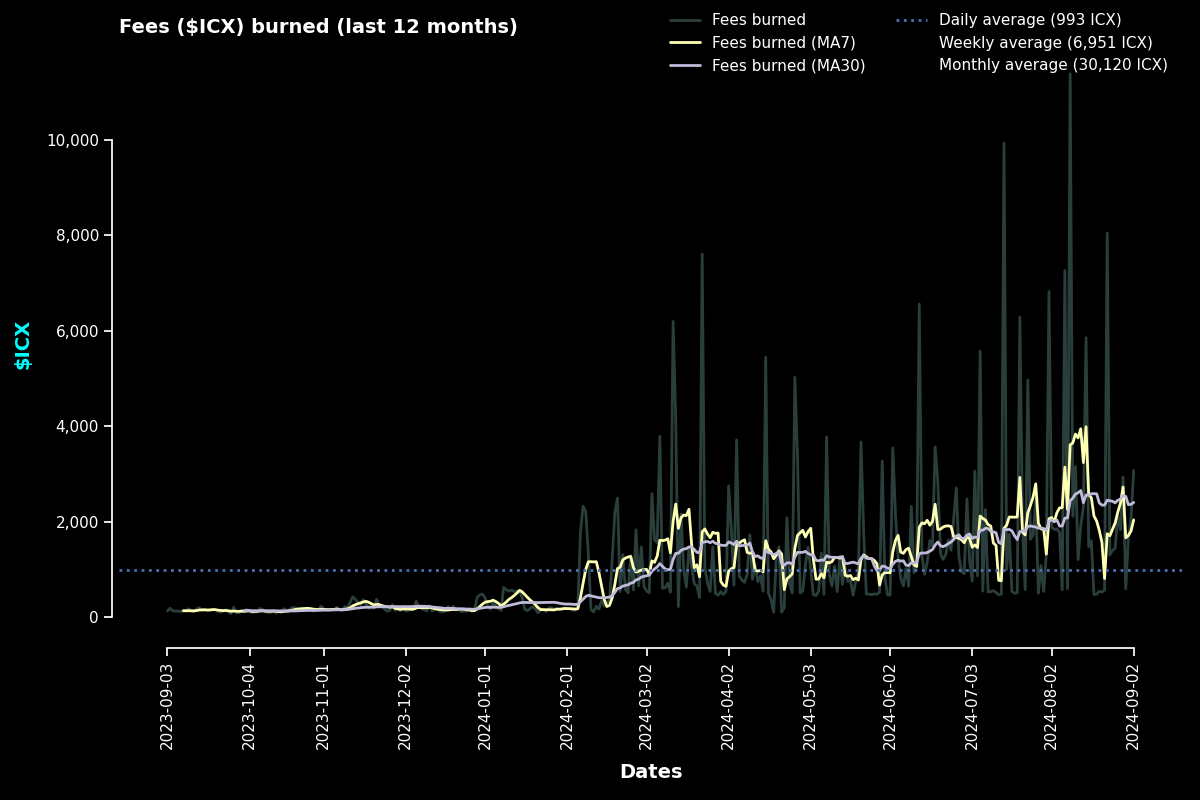 Fees ($ICX) burned (last 12 months)
Fees burned
Fees burned (MA7)
Fees burned (MA30)
Daily average (993 ICX)
Weekly average (6,951 ICX)
Monthly average (30,120 ICX)
10,000
8,000
6,000
4,000
2,000
0
$ICX
2023-09-03
2023-10-04
2023-11-01
2023-12-02
2024-01-01
2024-02-01
2024-03-02
2024-04-02
2024-05-03
2024-06-02
2024-07-03
2024-08-02
2024-09-02
Dates